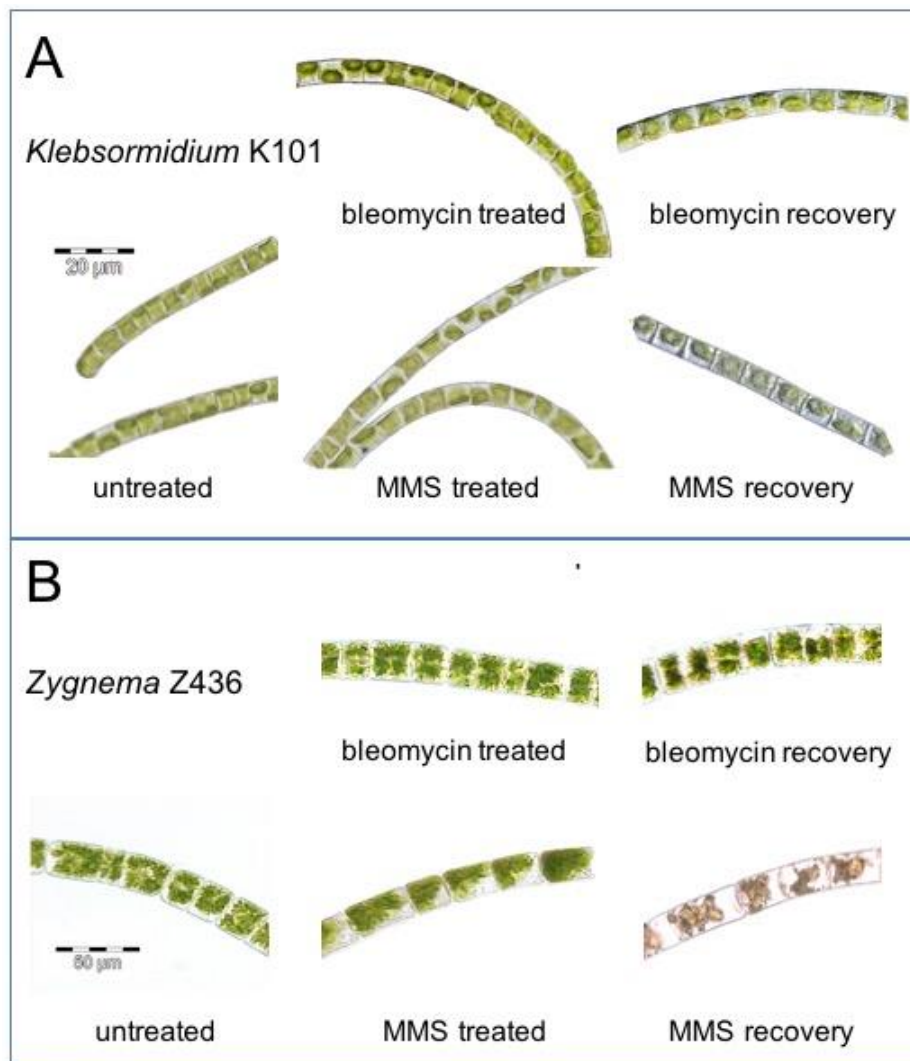 A
Klebsormidium K101
bleomycin treated
bleomycin recovery
20 µm
untreated
MMS treated
MMS recovery
B
Zygnema Z436
bleomycin treated
bleomycin recovery
50 µm
untreated
MMS treated
MMS recovery